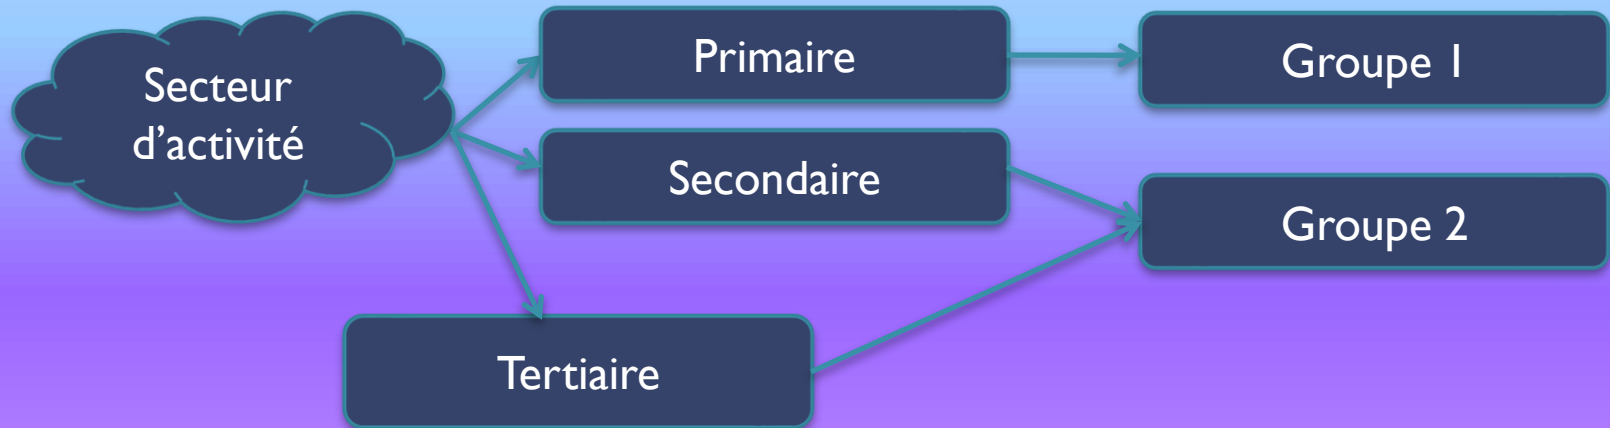 Secteur
d’activité
Primaire
Groupe 1
Secondaire
Groupe 2
Tertiaire